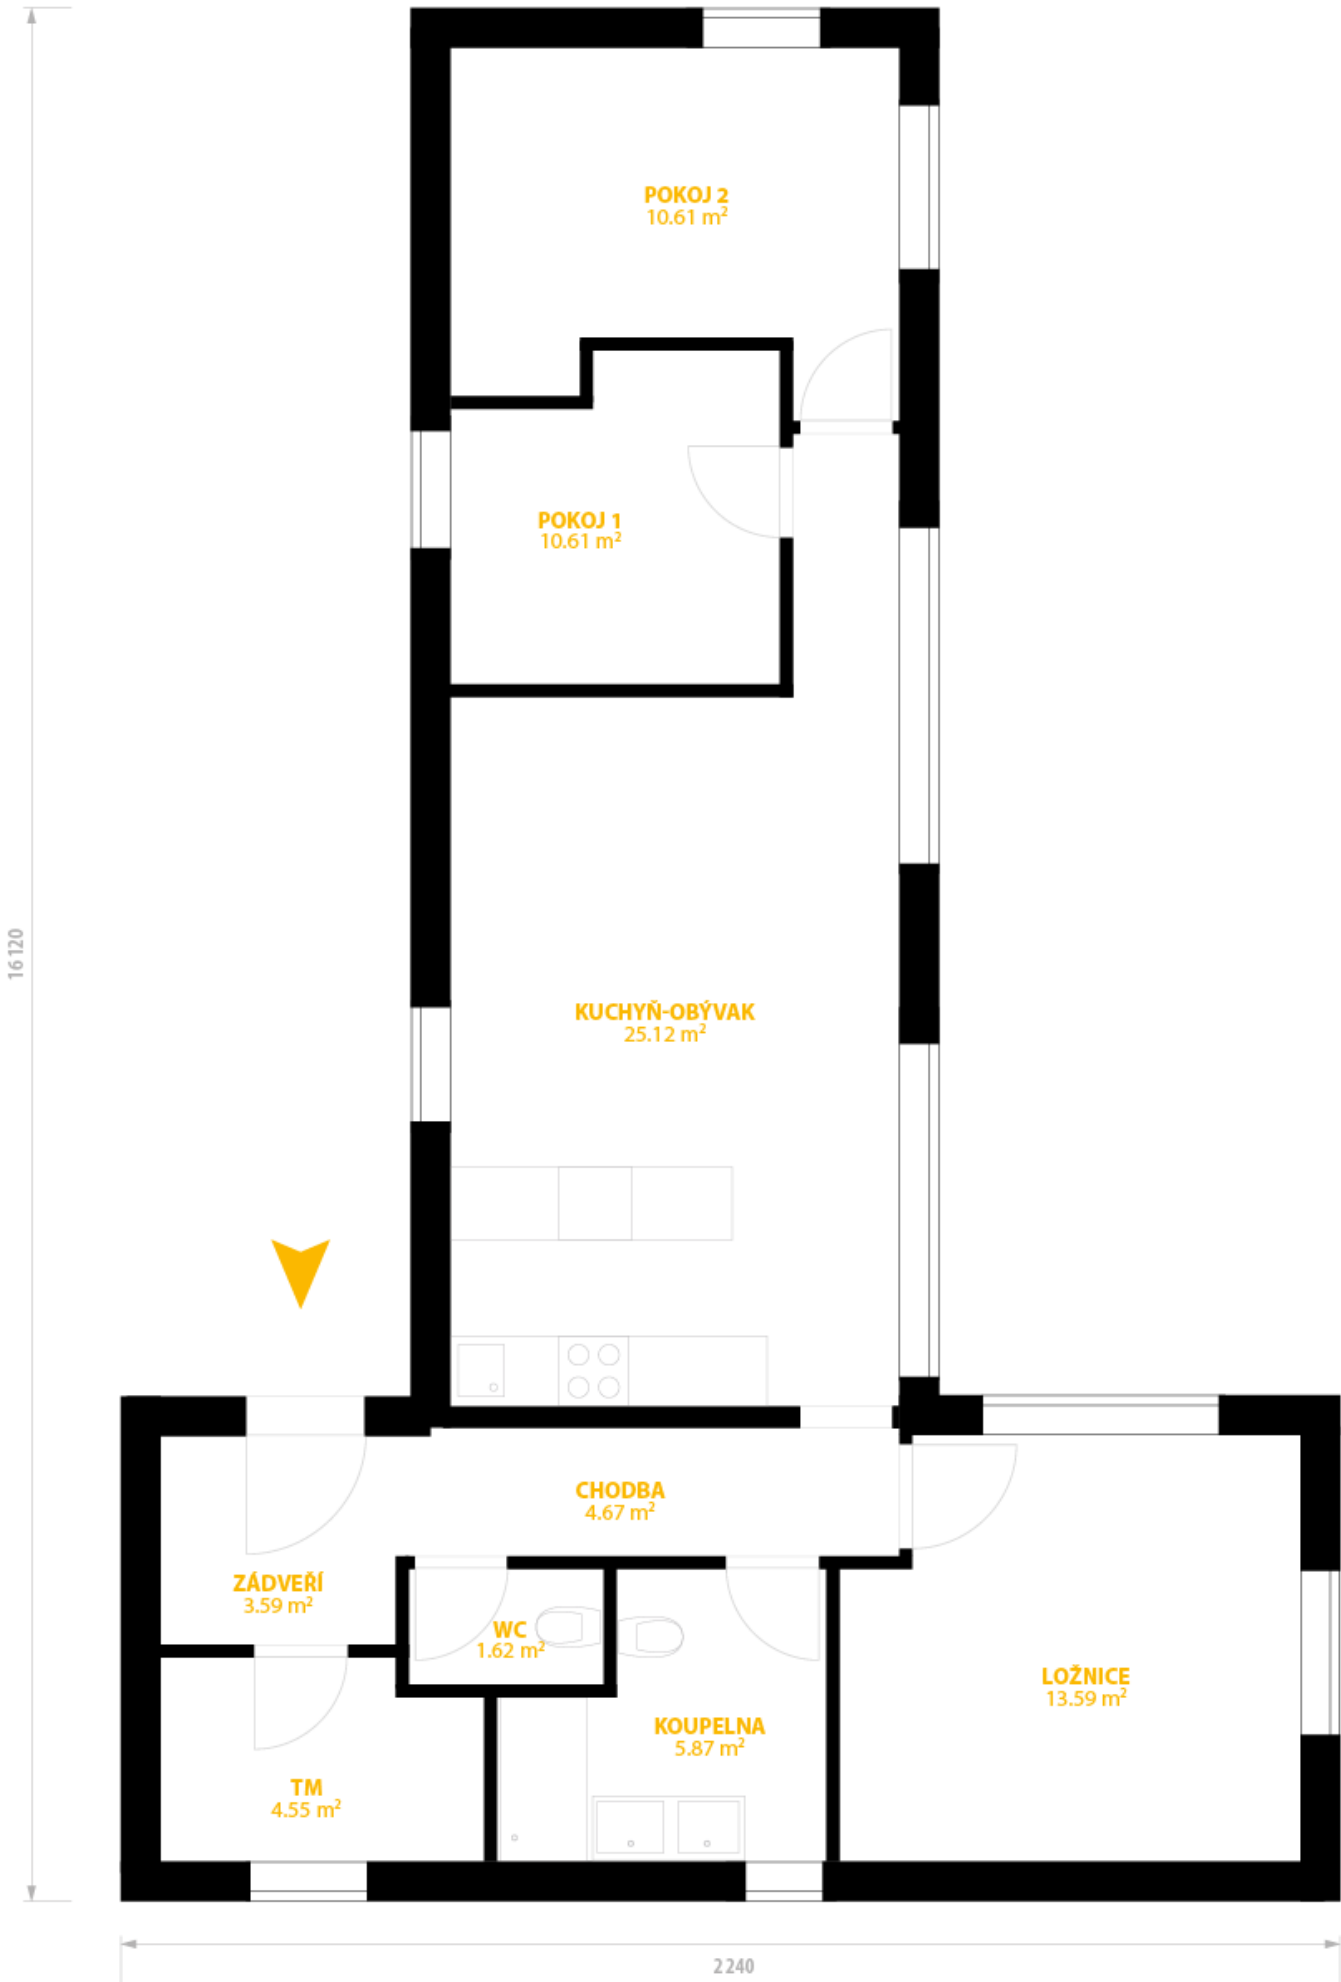 POKOJ 2
10.61 m²
POKOJ 1
10.61 m²
16 120
KUCHYŇ-OBÝVAK
25.12 m²
CHODBA
4.67 m²
ZÁDVEŘÍ
3.59 m²
WC
1.62 m²
LOŽNICE
13.59 m²
KOUPELNA
5.87 m²
TM
4.55 m²
2 240